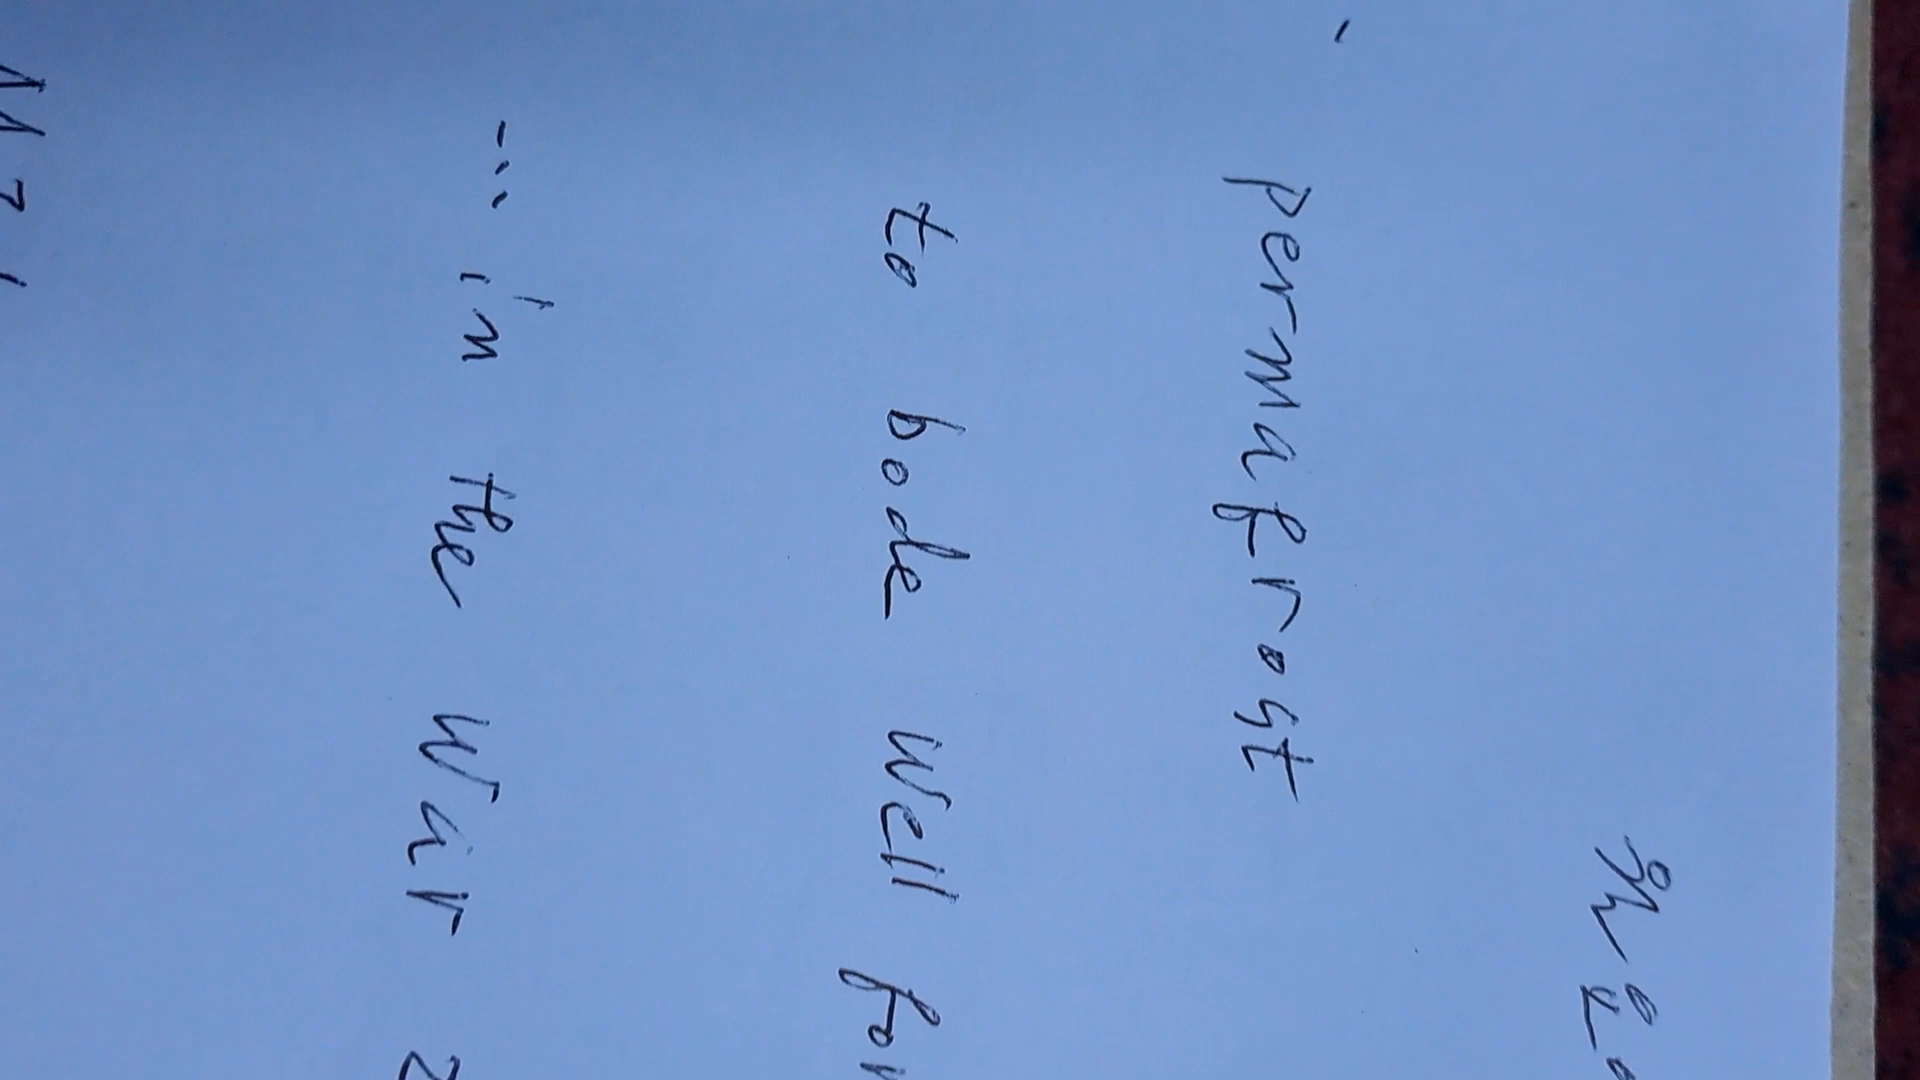 permafrost
to bode well for
... in the war